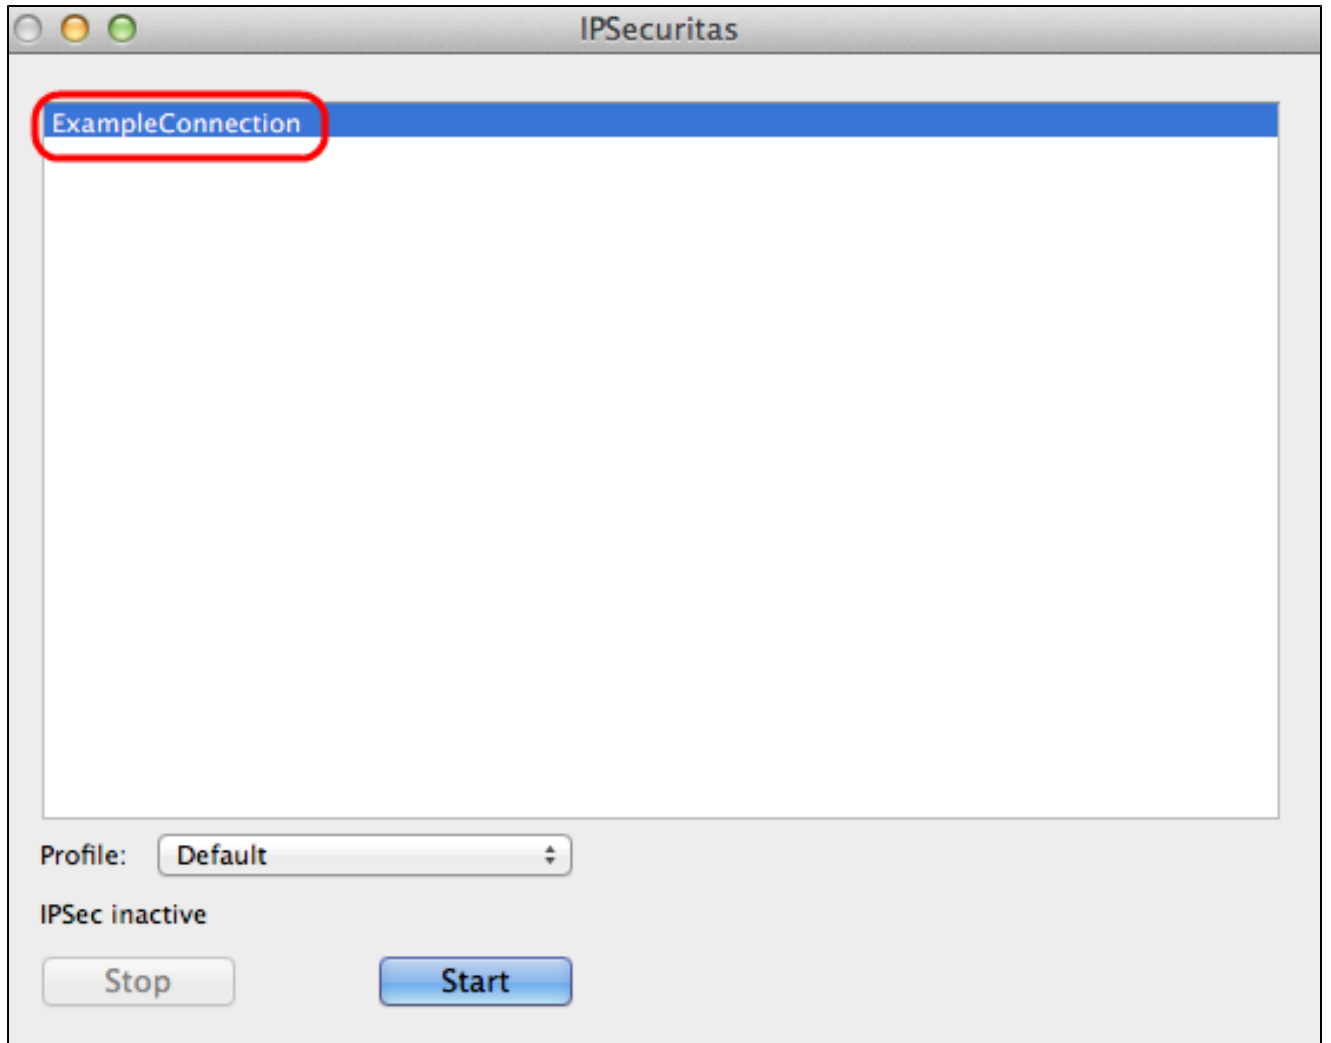 IPSecuritas
ExampleConnection
Profile: Default
IPSec inactive
Stop Start